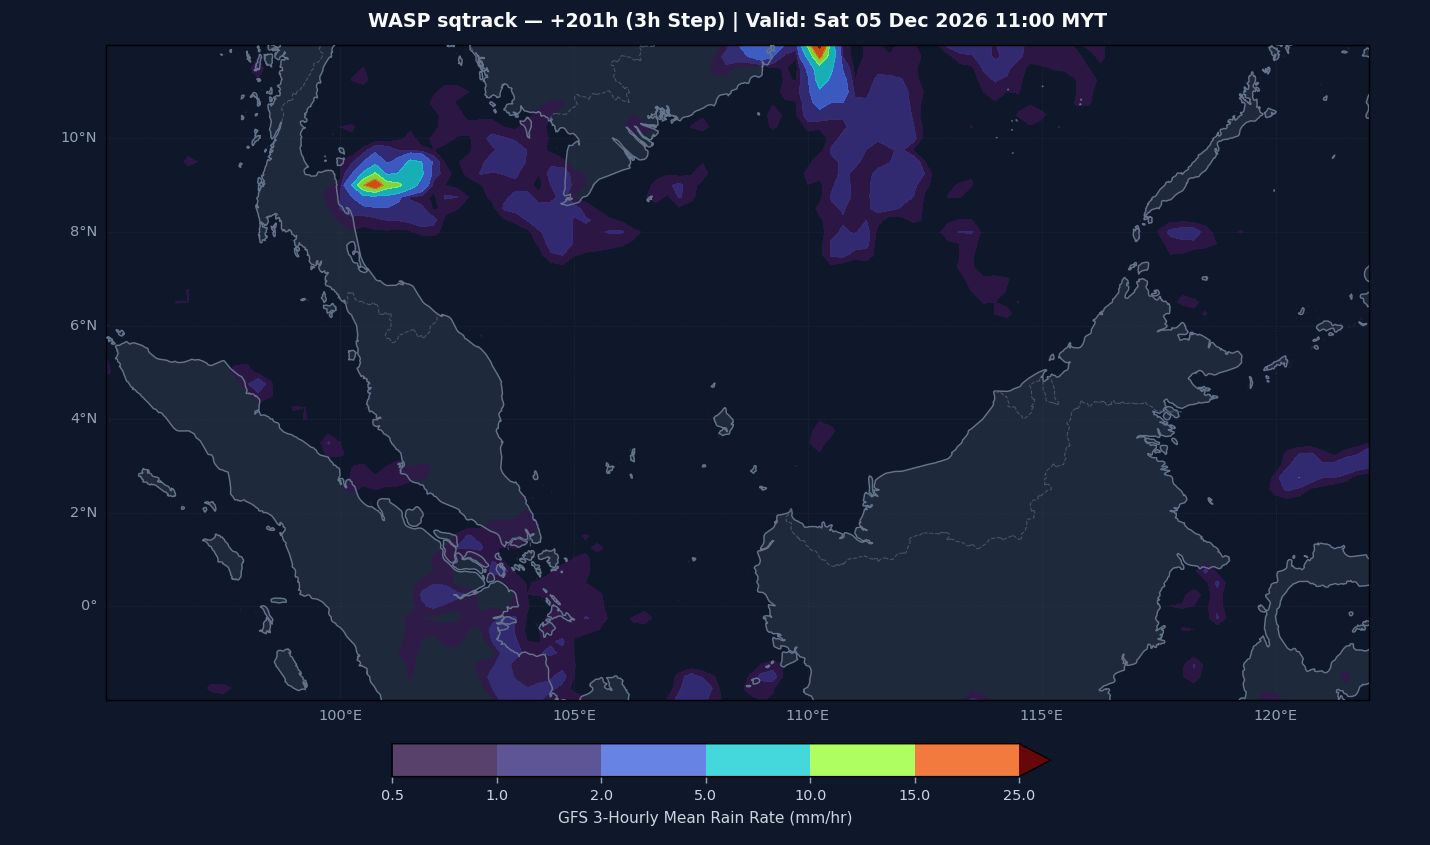 WASP sqtrack — +201h (3h Step) | Valid: Sat 05 Dec 2026 11:00 MYT
10°N
8°N
6°N
4°N
2°N
0°
100°E
105°E
110°E
115°E
120°E
0.5
1.0
2.0
5.0
10.0
15.0
25.0
GFS 3-Hourly Mean Rain Rate (mm/hr)